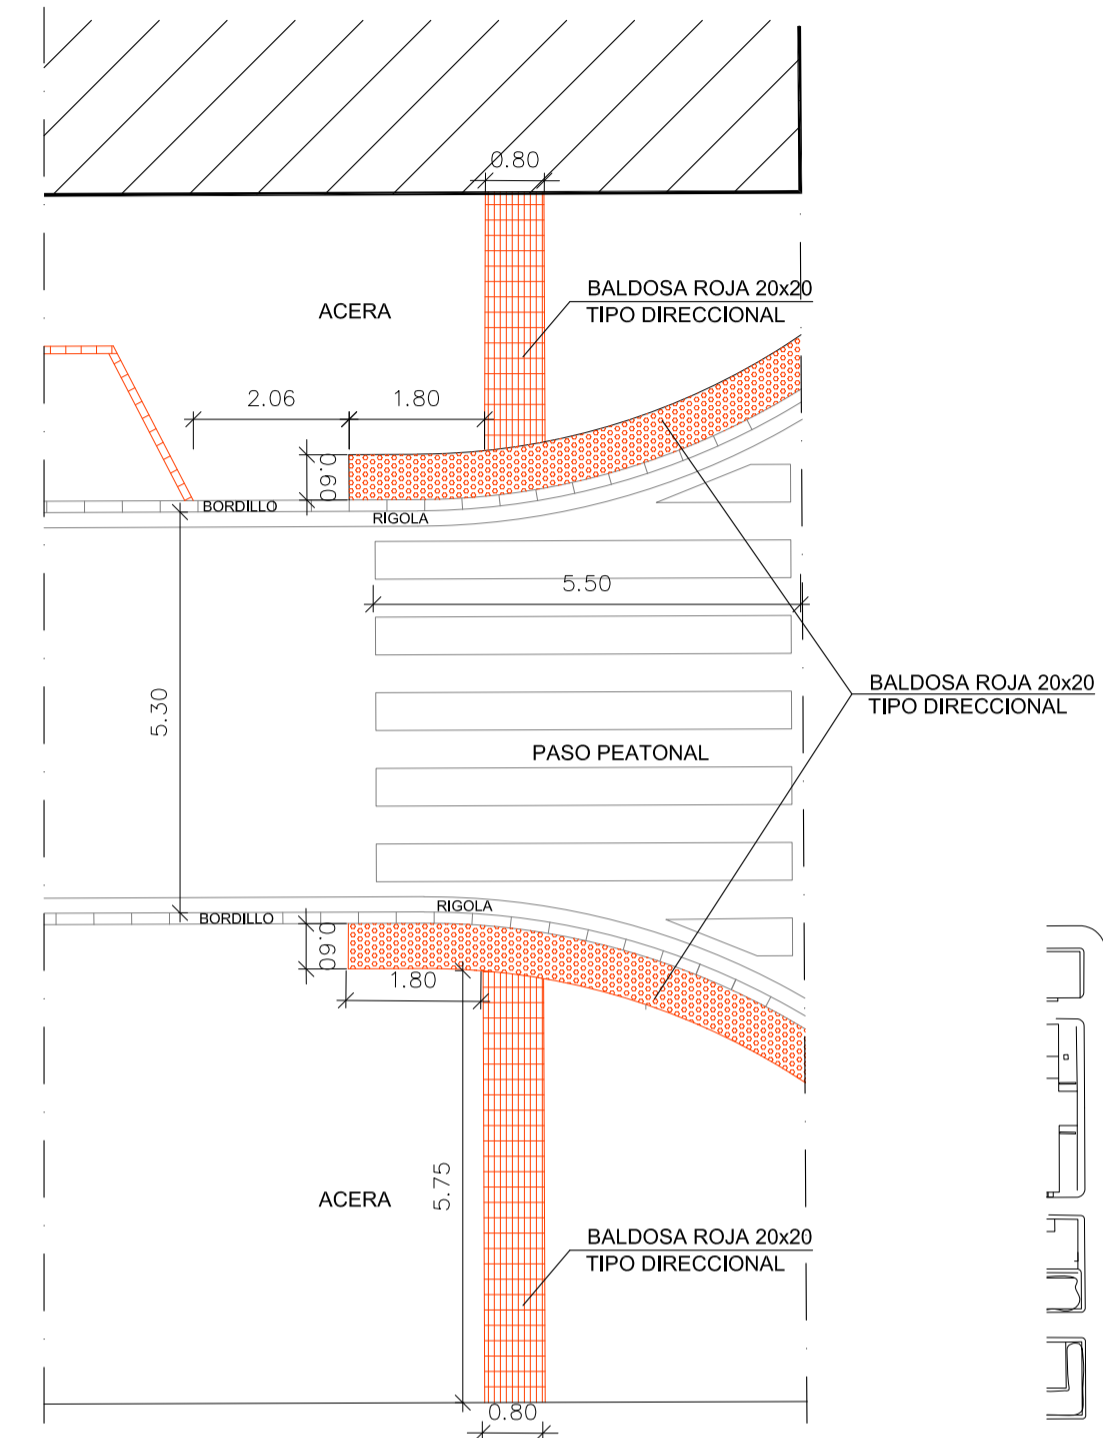 0.80
BALDOSA ROJA 20x20
TIPO DIRECCIONAL
ACERA
2.06
1.80
0.60
BORDILLO
RIGOLA
5.50
BALDOSA ROJA 20x20
TIPO DIRECCIONAL
5.30
PASO PEATONAL
RIGOLA
BORDILLO
0.60
1.80
5.75
ACERA
BALDOSA ROJA 20x20
TIPO DIRECCIONAL
0.80